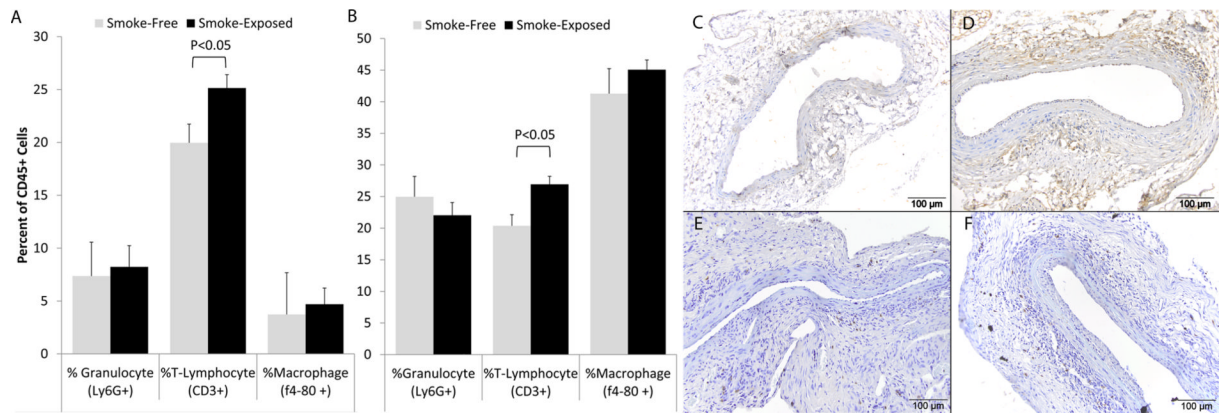 A
Smoke-Free Smoke-Exposed
P<0.05
30
25
20
15
10
5
0
Percent of CD45+ Cells
% Granulocyte
(Ly6G+)
%T-Lymphocyte
(CD3+)
%Macrophage
(f4-80 +)
B
Smoke-Free Smoke-Exposed
P<0.05
50
45
40
35
30
25
20
15
10
5
0
%Granulocyte
(Ly6G+)
%T-Lymphocyte
(CD3+)
%Macrophage
(f4-80 +)
C
100 µm
D
100 µm
E
100 µm
F
100 µm